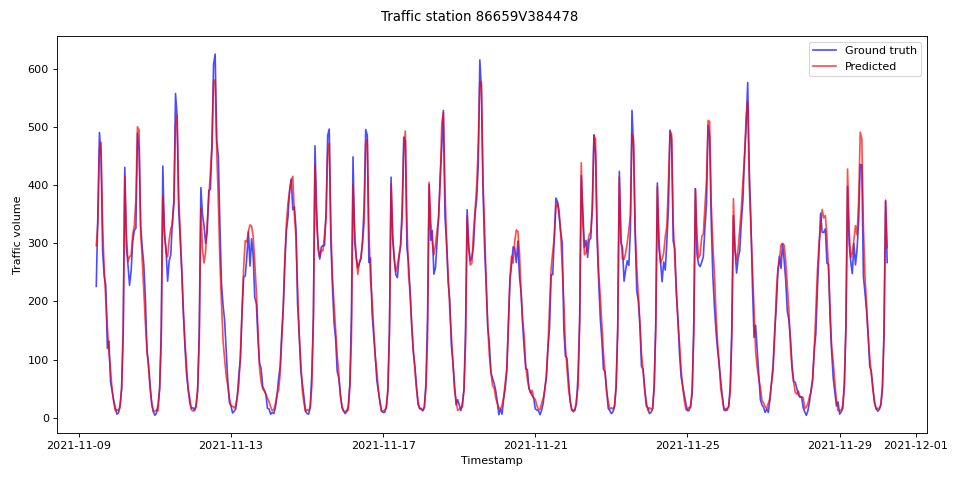 Traffic station 86659V384478
Ground truth
Predicted
600
500
400
300
200
100
0
Traffic volume
2021-11-09
2021-11-13
2021-11-17
2021-11-21
2021-11-25
2021-11-29
2021-12-01
Timestamp